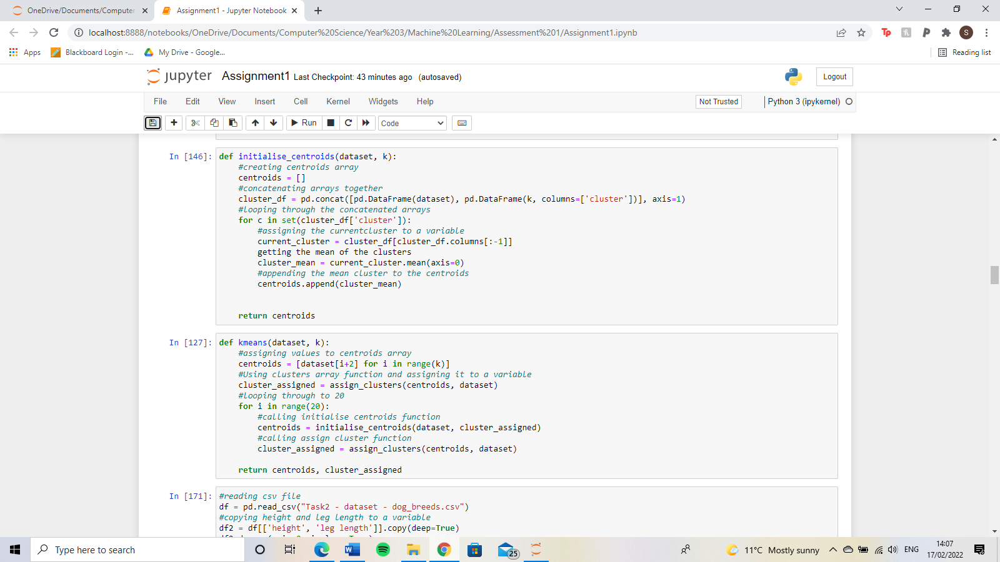 OneDrive/Documents/Computer
Assignment1 - Jupyter Notebook
localhost:8888/notebooks/OneDrive/Documents/Computer%20Science/Year%203/Machine%20Learning/Assessment%201/Assignment1.ipynb
Tp
S
Apps
Blackboard Login -...
My Drive - Google...
Reading list
jupyter Assignment1 Last Checkpoint: 43 minutes ago (autosaved)
Logout
File Edit View Insert Cell Kernel Widgets Help
Not Trusted
Python 3 (ipykernel)
Run
Code
In [146]:
def initialise_centroids(dataset, k):
    #creating centroids array
    centroids = []
    #concatenating arrays together
    cluster_df = pd.concat([pd.DataFrame(dataset), pd.DataFrame(k, columns=['cluster'])], axis=1)
    #looping through the concatenated arrays
    for c in set(cluster_df['cluster']):
        #assigning the currentcluster to a variable
        current_cluster = cluster_df[cluster_df.columns[:-1]]
        getting the mean of the clusters
        cluster_mean = current_cluster.mean(axis=0)
        #appending the mean cluster to the centroids
        centroids.append(cluster_mean)
    return centroids
In [127]:
def kmeans(dataset, k):
    #assigning values to centroids array
    centroids = [dataset[i+2] for i in range(k)]
    #Using clusters array function and assigning it to a variable
    cluster_assigned = assign_clusters(centroids, dataset)
    #looping through to 20
    for i in range(20):
        #calling initialise centroids function
        centroids = initialise_centroids(dataset, cluster_assigned)
        #calling assign cluster function
        cluster_assigned = assign_clusters(centroids, dataset)
    return centroids, cluster_assigned
In [171]:
#reading csv file
df = pd.read_csv("Task2 - dataset - dog_breeds.csv")
#copying height and leg length to a variable
df2 = df[['height', 'leg length']].copy(deep=True)
Type here to search
25
11°C Mostly sunny
ENG
14:07
17/02/2022